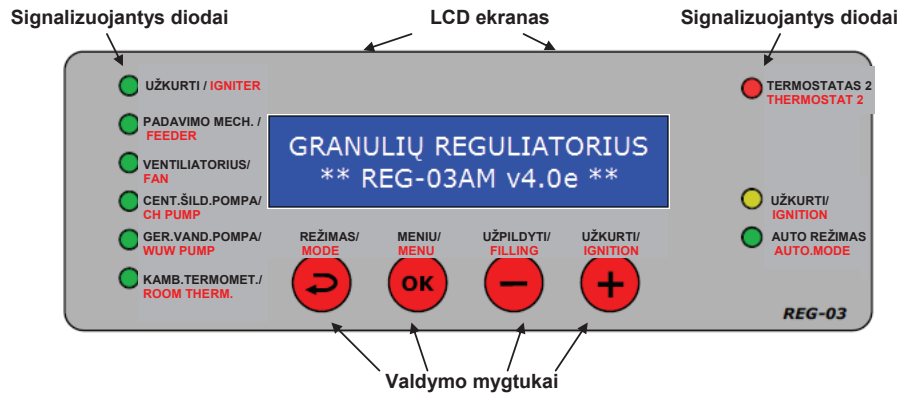 Signalizuojantys diodai
LCD ekranas
Signalizuojantys diodai
UŽKURTI / IGNITER
PADAVIMO MECH. /
FEEDER
VENTILIATORIUS/
FAN
CENT.ŠILD.POMPA/
CH PUMP
GER.VAND.POMPA/
WUW PUMP
KAMB.TERMOMET./
ROOM THERM.
GRANULIŲ REGULIATORIUS
** REG-03AM v4.0e **
REŽIMAS/
MODE
MENIU/
MENU
UŽPILDYTI/
FILLING
UŽKURTI/
IGNITION
OK
TERMOSTATAS 2
THERMOSTAT 2
UŽKURTI/
IGNITION
AUTO REŽIMAS
AUTO.MODE
REG-03
Valdymo mygtukai